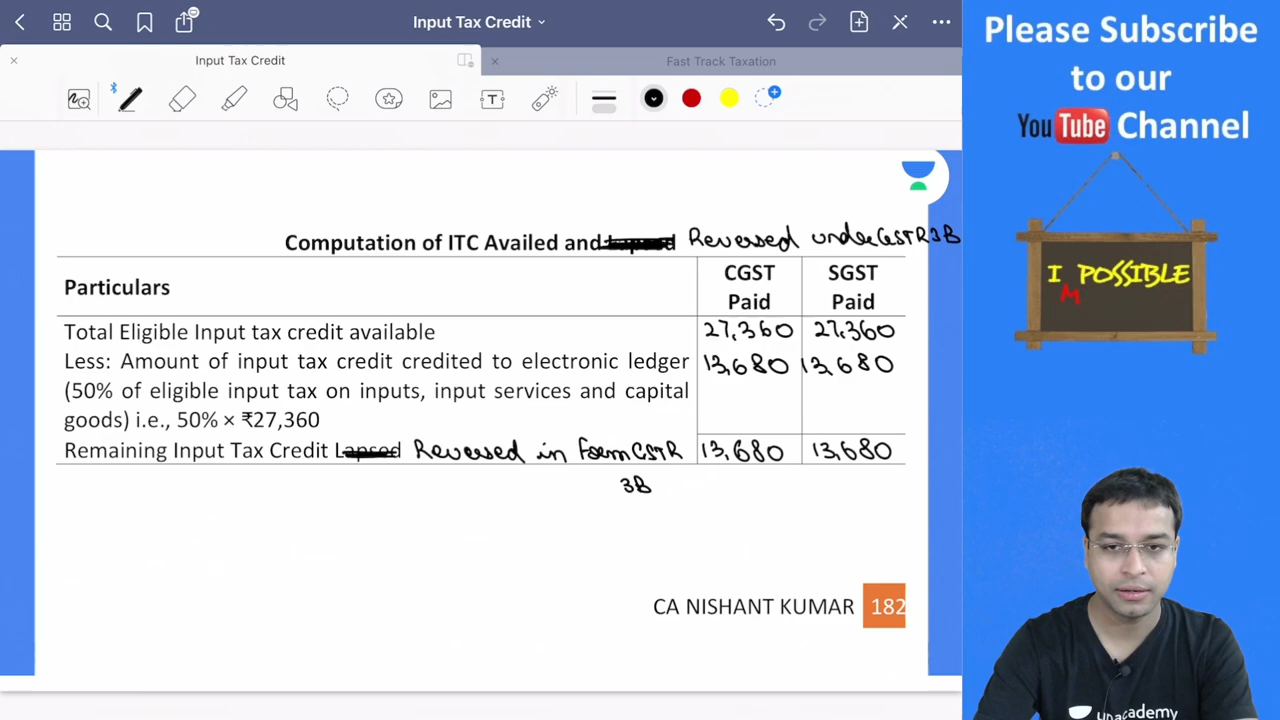 Input Tax Credit
Input Tax Credit
Fast Track Taxation
Computation of ITC Availed and Lapsed Reversed under GSTR3B
Particulars
CGST Paid
SGST Paid
Total Eligible Input tax credit available 27,360 27,360
Less: Amount of input tax credit credited to electronic ledger 13,680 13,680
(50% of eligible input tax on inputs, input services and capital
goods) i.e., 50% × ₹27,360
Remaining Input Tax Credit Lapsed Reversed in Form GSTR 13,680 13,680
3B
CA NISHANT KUMAR 182
Please Subscribe
to our
YouTube Channel
I POSSIBLE
M
unacademy